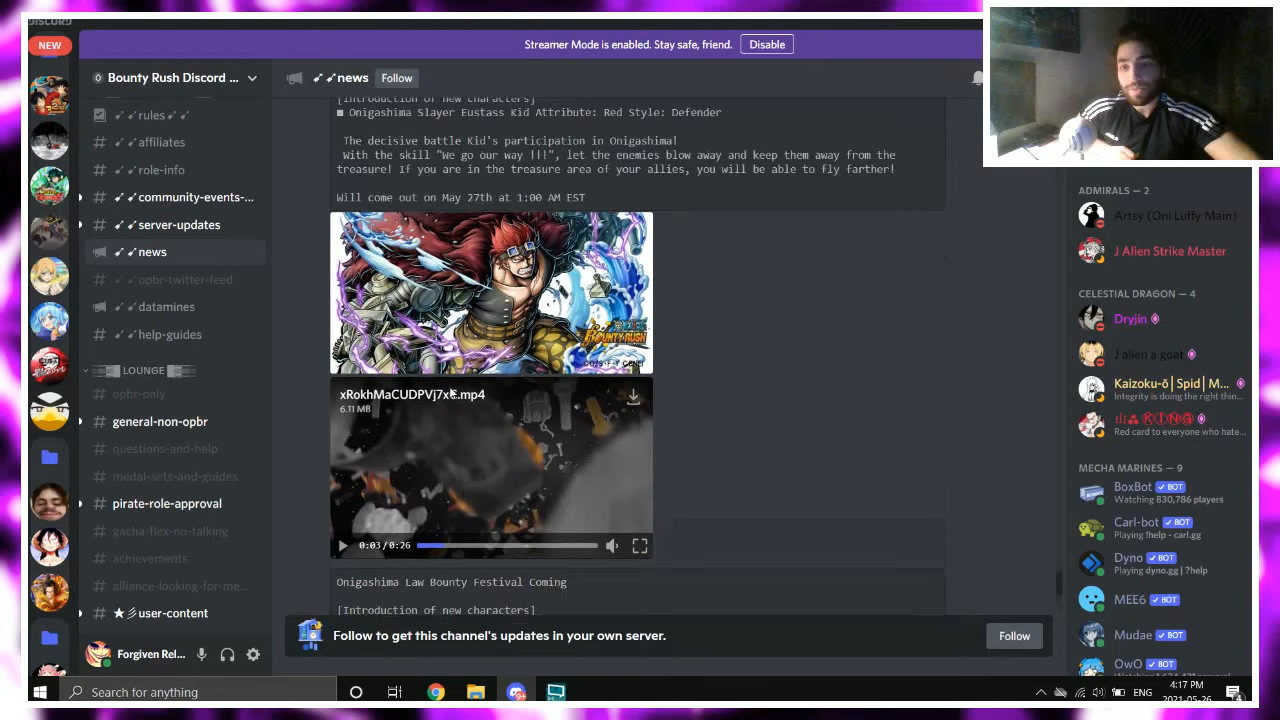 DISCORD
NEW
Streamer Mode is enabled. Stay safe, friend. Disable
Bounty Rush Discord ...
news Follow
rules
affiliates
role-info
community-events-...
server-updates
news
opbr-twitter-feed
datamines
help-guides
LOUNGE
opbr-only
general-non-opbr
questions-and-help
medal-sets-and-guides
pirate-role-approval
gacha-flex-no-talking
achievements
alliance-looking-for-me...
user-content
Forgiven Rel...
[Introduction of new characters]
■ Onigashima Slayer Eustass Kid Attribute: Red Style: Defender
The decisive battle Kid's participation in Onigashima!
With the skill "We go our way !!!", let the enemies blow away and keep them away from the
treasure! If you are in the treasure area of your allies, you will be able to fly farther!
Will come out on May 27th at 1:00 AM EST
BOUNTY RUSH
6.11 MB
0:03/0:26
Onigashima Law Bounty Festival Coming
[Introduction of new characters]
Follow to get this channel's updates in your own server.
Follow
ADMIRALS — 2
Artsy (Oni Luffy Main)
J Alien Strike Master
CELESTIAL DRAGON — 4
Dryjin
J alien a goat
Kaizoku-ō│Spid│M...
Integrity is doing the right thin...
KING
Red card to everyone who hate...
MECHA MARINES — 9
BoxBot ✓ BOT
Watching 830,786 players
Carl-bot ✓ BOT
Playing !help - carl.gg
Dyno ✓ BOT
Playing dyno.gg | ?help
MEE6 ✓ BOT
Mudae ✓ BOT
OwO ✓ BOT
Search for anything
ENG
4:17 PM
2021-05-26